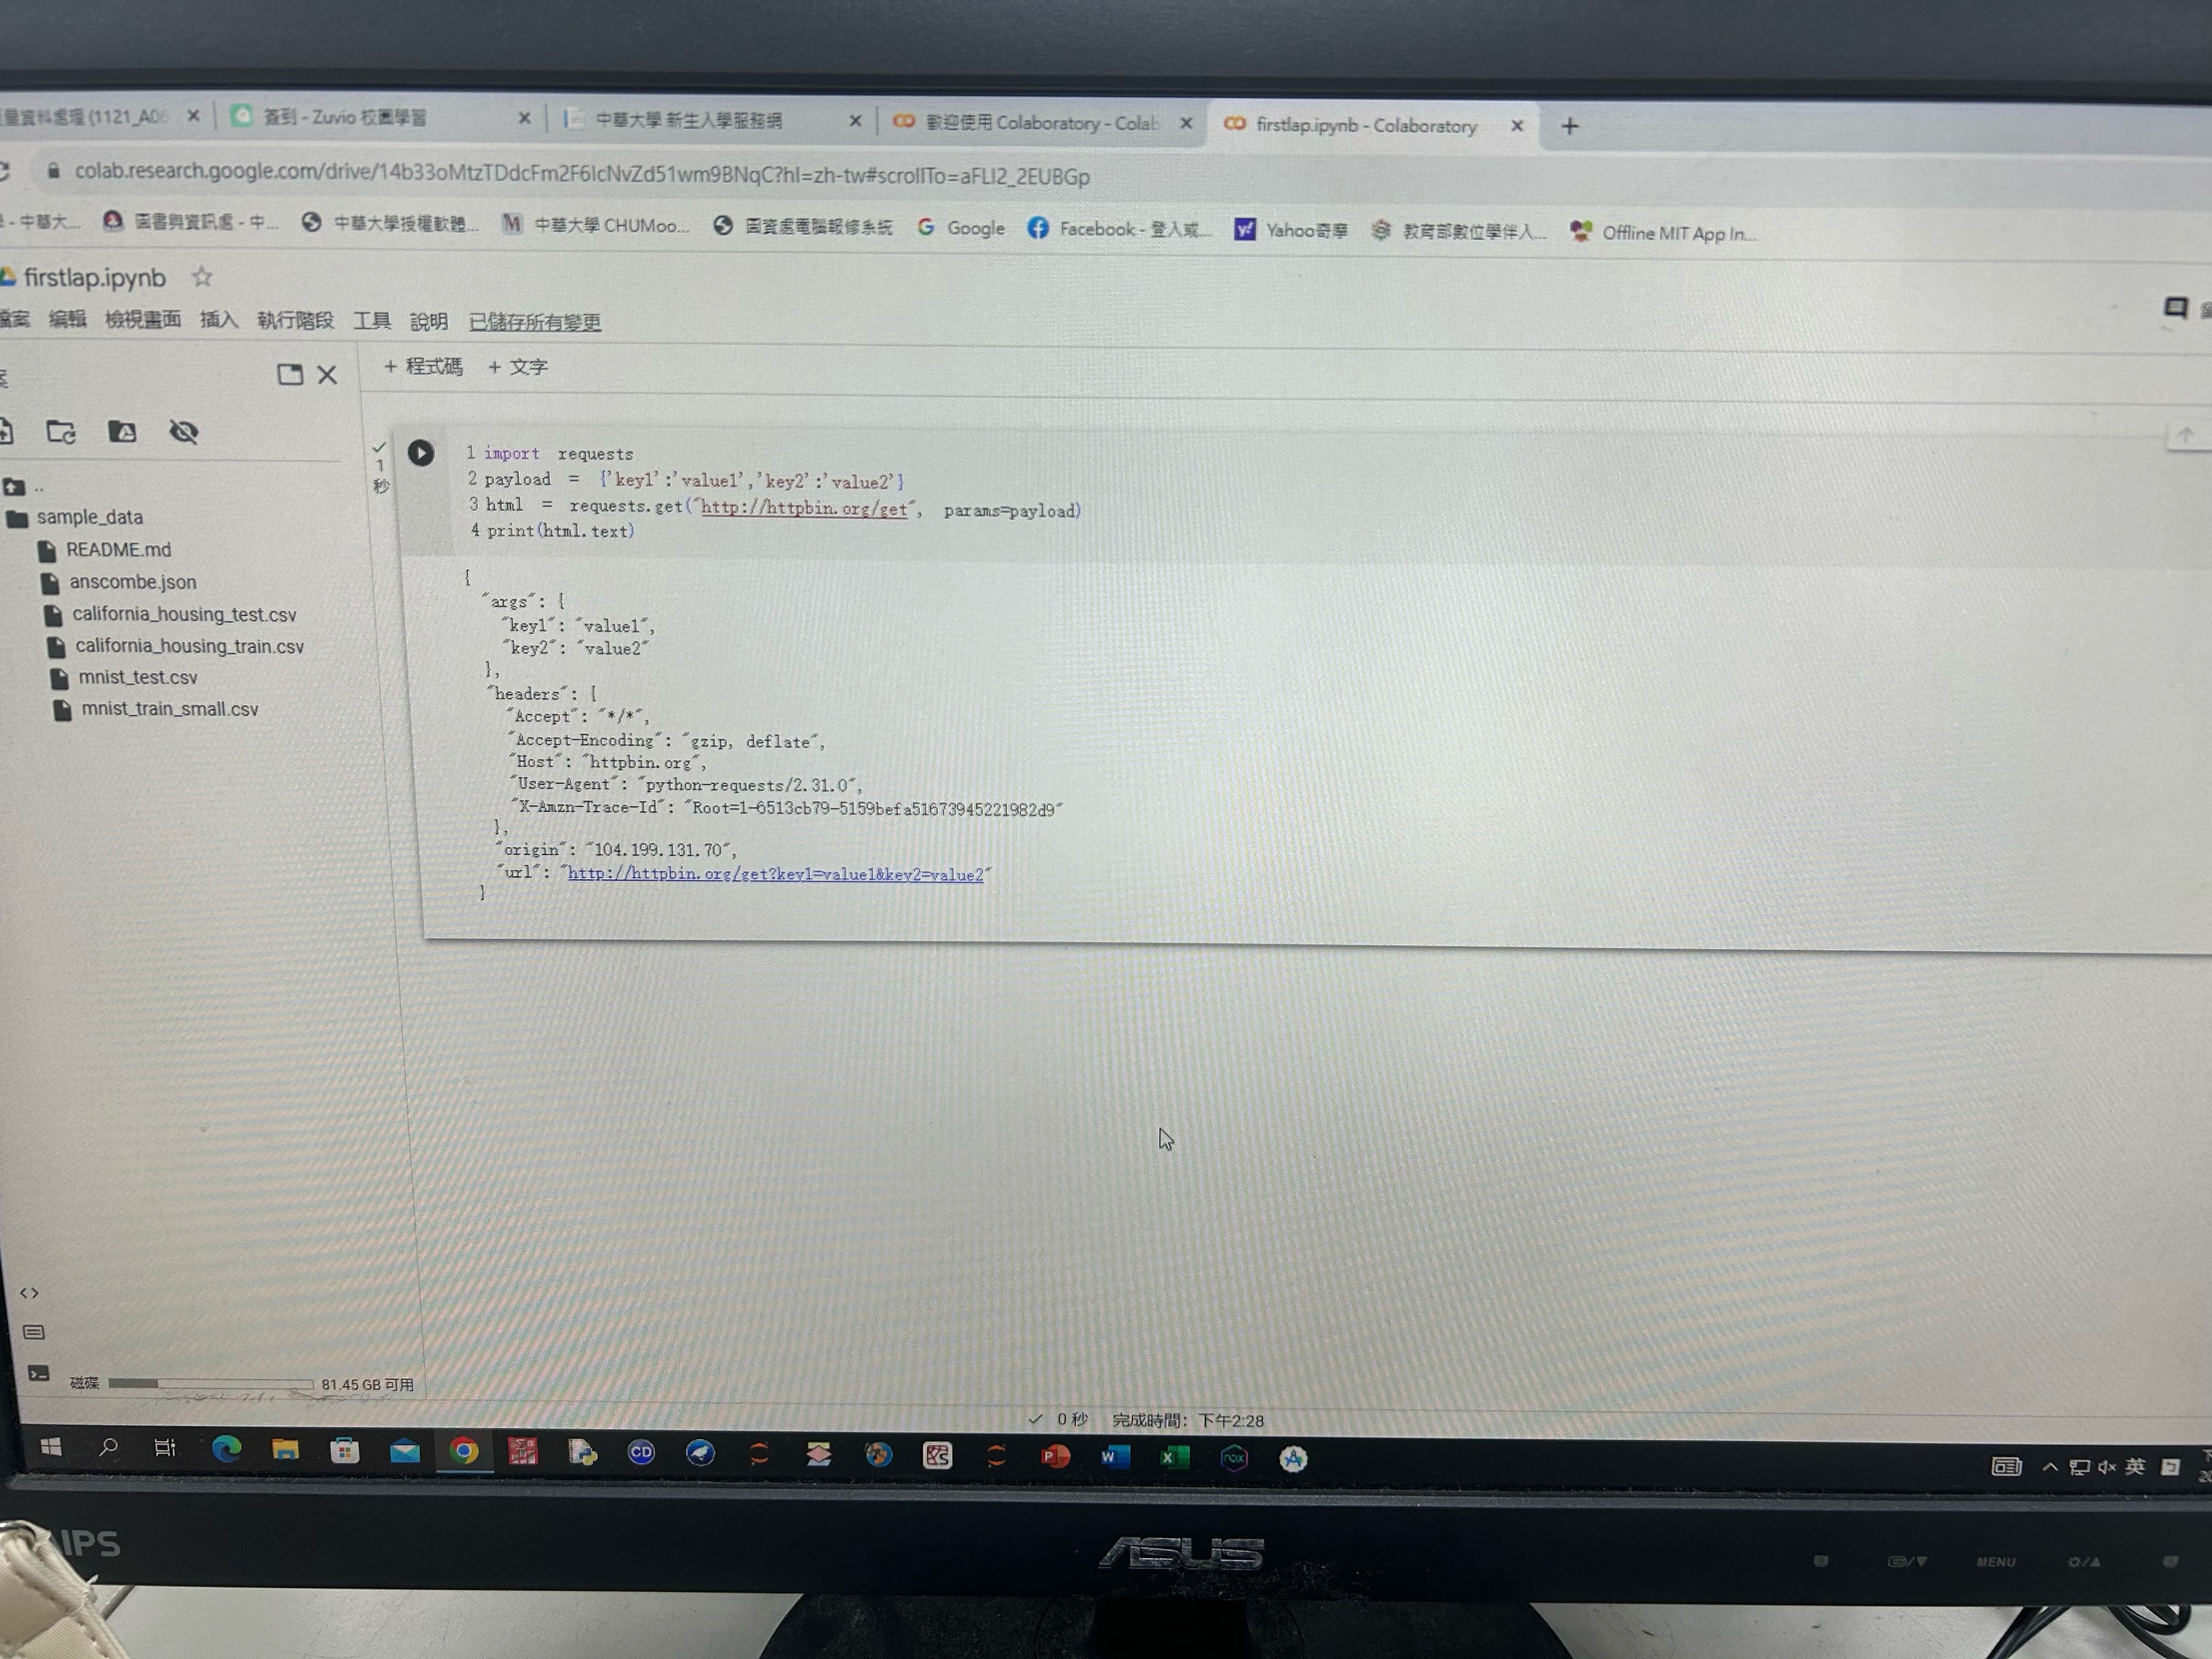 量資料處理 (1121_A06
簽到 - Zuvio 校園學習
中華大學 新生入學服務網
歡迎使用 Colaboratory - Colab
firstlap.ipynb - Colaboratory
colab.research.google.com/drive/14b33oMtzTDdcFm2F6lcNvZd51wm9BNqC?hl=zh-tw#scrollTo=aFLI2_2EUBGp
- 中華大...
圖書與資訊處 - 中...
中華大學授權軟體...
中華大學 CHUMoo...
圖資處電腦報修系統
Google
Facebook - 登入或...
Yahoo奇摩
教育部數位學伴入...
Offline MIT App In...
firstlap.ipynb
檔案 編輯 檢視畫面 插入 執行階段 工具 說明 已儲存所有變更
案
+ 程式碼 + 文字
..
sample_data
README.md
anscombe.json
california_housing_test.csv
california_housing_train.csv
mnist_test.csv
mnist_train_small.csv
1
秒
1 import requests
2 payload = {'key1':'value1','key2':'value2'}
3 html = requests.get("http://httpbin.org/get", params=payload)
4 print(html.text)
{
"args": {
"key1": "value1",
"key2": "value2"
},
"headers": {
"Accept": "*/*",
"Accept-Encoding": "gzip, deflate",
"Host": "httpbin.org",
"User-Agent": "python-requests/2.31.0",
"X-Amzn-Trace-Id": "Root=1-6513cb79-5159befa51673945221982d9"
},
"origin": "104.199.131.70",
"url": "http://httpbin.org/get?key1=value1&key2=value2"
}
磁碟 81.45 GB 可用
0 秒 完成時間：下午2:28
CD
nox
英
IPS
ASUS
MENU